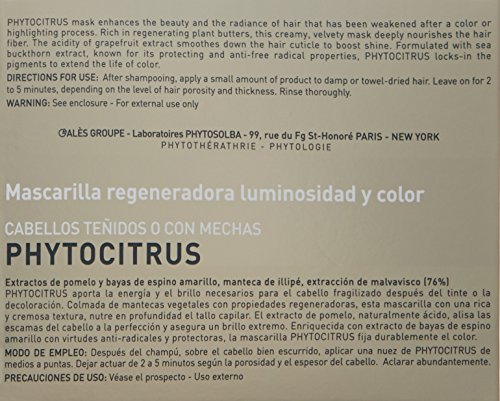 PHYTOCITRUS mask enhances the beauty and the radiance of hair that has been weakened after a color or
highlighting process. Rich in regenerating plant butters, this creamy, velvety mask deeply nourishes the hair
fiber. The acidity of grapefruit extract smoothes down the hair cuticle to boost shine. Formulated with sea
buckthorn extract, known for its protecting and anti-free radical properties, PHYTOCITRUS locks-in the
pigments to extend the life of color.
DIRECTIONS FOR USE: After shampooing, apply a small amount of product to damp or towel-dried hair. Leave on for 2
to 5 minutes, depending on the level of hair porosity and thickness. Rinse thoroughly.
WARNING: See enclosure - For external use only
ALÈS GROUPE - Laboratoires PHYTOSOLBA - 99, rue du Fg St-Honoré PARIS - NEW YORK
PHYTOTHÉRATHRIE - PHYTOLOGIE
Mascarilla regeneradora luminosidad y color
CABELLOS TEÑIDOS O CON MECHAS
PHYTOCITRUS
Extractos de pomelo y bayas de espino amarillo, manteca de illipé, extracción de malvavisco (76%)
PHYTOCITRUS aporta la energía y el brillo necesarios para el cabello fragilizado después del tinte o la
decoloración. Colmada de mantecas vegetales con propiedades regeneradoras, esta mascarilla con una rica
y cremosa textura, nutre en profundidad el tallo capilar. El extracto de pomelo, naturalmente ácido, alisa las
escamas del cabello a la perfección y asegura un brillo extremo. Enriquecida con extracto de bayas de espino
amarillo con virtudes anti-radicales y protectoras, la mascarilla PHYTOCITRUS fija durablemente el color.
MODO DE EMPLEO: Después del champú, sobre el cabello bien escurrido, aplicar una nuez de PHYTOCITRUS de
medios a puntas. Dejar actuar de 2 a 5 minutos según la porosidad y el espesor del cabello. Aclarar abundantemente.
PRECAUCIONES DE USO: Véase el prospecto - Uso externo